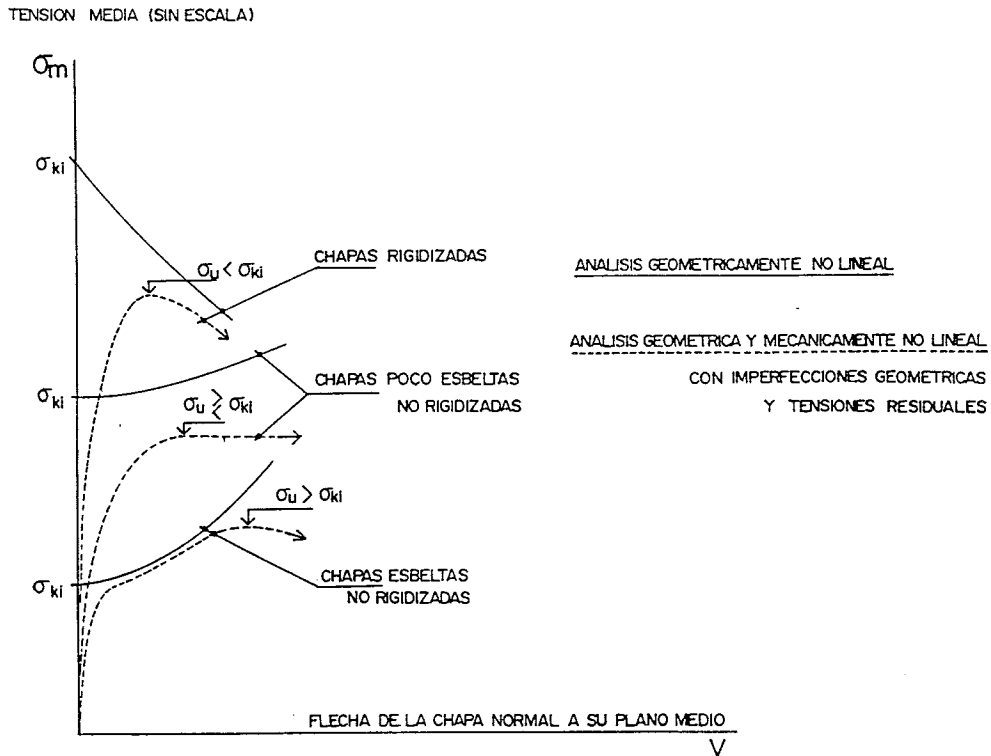 TENSION MEDIA (SIN ESCALA)
σm
σki
σu < σki
CHAPAS RIGIDIZADAS
ANALISIS GEOMETRICAMENTE NO LINEAL
ANALISIS GEOMETRICA Y MECANICAMENTE NO LINEAL
CON IMPERFECCIONES GEOMETRICAS
Y TENSIONES RESIDUALES
σki
CHAPAS POCO ESBELTAS
NO RIGIDIZADAS
σu ≷ σki
σu > σki
σki
CHAPAS ESBELTAS
NO RIGIDIZADAS
FLECHA DE LA CHAPA NORMAL A SU PLANO MEDIO
V